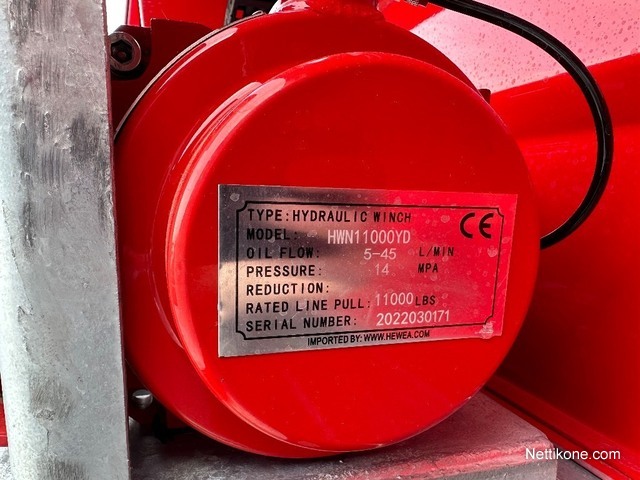 TYPE: HYDRAULIC WINCH
CE
MODEL: HWN11000YD
OIL FLOW: 5-45 L/MIN
PRESSURE: 14 MPA
REDUCTION:
RATED LINE PULL: 11000 LBS
SERIAL NUMBER: 2022030171
IMPORTED BY: WWW.HEWEA.COM
Nettikone.com